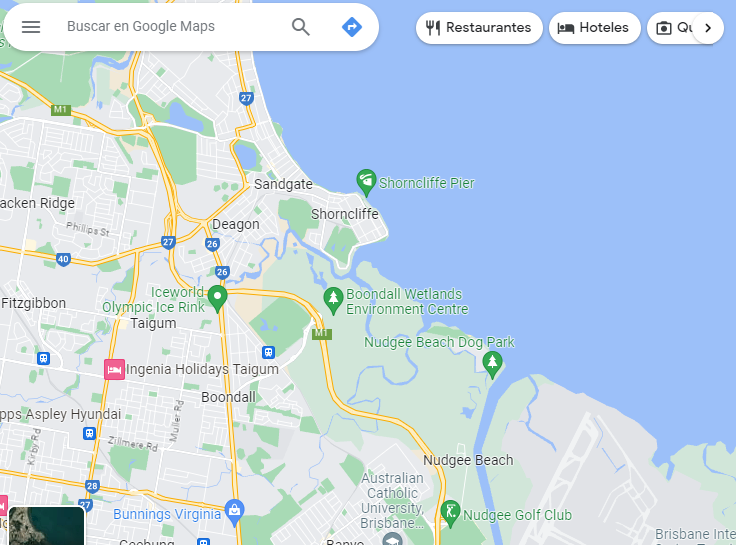 Buscar en Google Maps
Restaurantes
Hoteles
M1
27
Shorncliffe Pier
Sandgate
Shorncliffe
acken Ridge
Phillips St
Deagon
27
26
40
26
Iceworld
Olympic Ice Rink
Boondall Wetlands
Environment Centre
Fitzgibbon
Taigum
M1
Nudgee Beach Dog Park
Ingenia Holidays Taigum
Boondall
pps Aspley Hyundai
Muller Rd
Kirby Rd
Zillmere Rd
Nudgee Beach
Australian
Catholic
University,
Brisbane...
28
27
Bunnings Virginia
Nudgee Golf Club
Brisbane Inte
Geebung
Banyo